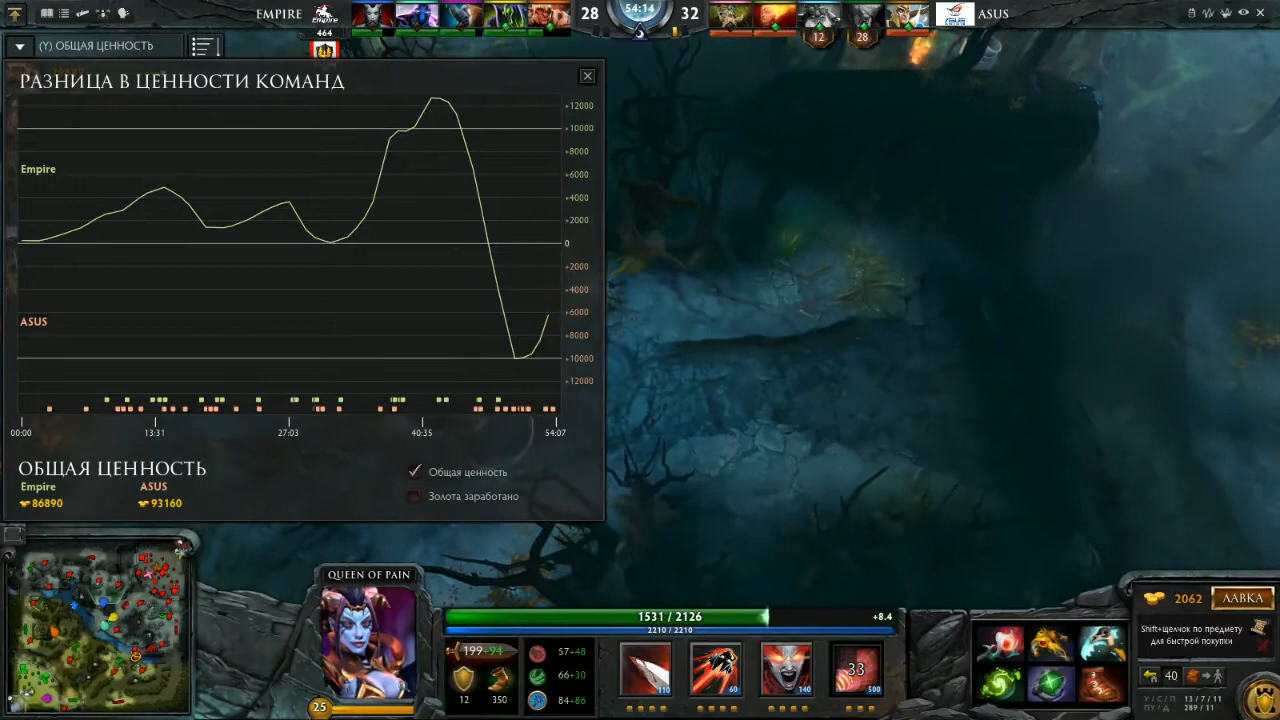 EMPIRE
Empire
28
54:14
32
ASUS
464
12
28
(Y) ОБЩАЯ ЦЕННОСТЬ
РАЗНИЦА В ЦЕННОСТИ КОМАНД
+12000
+10000
+8000
+6000
+4000
+2000
0
+2000
+4000
+6000
+8000
+10000
+12000
Empire
ASUS
00:00 13:31 27:03 40:35 54:07
ОБЩАЯ ЦЕННОСТЬ
Empire ASUS
86890 93160
Общая ценность
Золота заработано
QUEEN OF PAIN
25
1531 / 2126 +8.4
2210 / 2210
199+94
12 350
57+48
66+30
84+86
110 60 140 33 500
2062 ЛАВКА
Shift+щелчок по предмету
для быстрой покупки
40
У / С / П 13 / 7 / 11
ПУ / Д 289 / 11